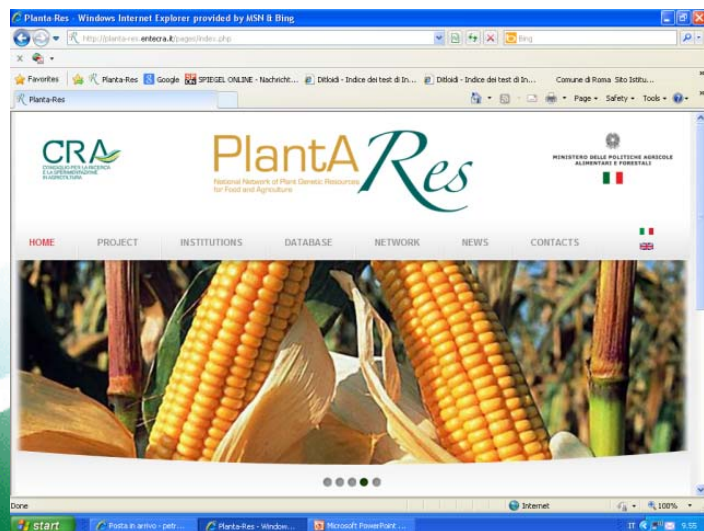 Planta-Res - Windows Internet Explorer provided by MSN & Bing
http://planta-res.entecra.it/pages/index.php
Bing
x
Favorites Planta-Res Google SPIEGEL ONLINE - Nachricht... Ditloidi - Indice dei test di In... Ditloidi - Indice dei test di In... Comune di Roma Sito Istitu...
Planta-Res
Page Safety Tools
CRA
CONSIGLIO PER LA RICERCA
E LA SPERIMENTAZIONE
IN AGRICOLTURA
PlantA Res
National Network of Plant Genetic Resources
for Food and Agriculture
MINISTERO DELLE POLITICHE AGRICOLE
ALIMENTARI E FORESTALI
HOME PROJECT INSTITUTIONS DATABASE NETWORK NEWS CONTACTS
Done Internet 100%
start Posta in arrivo - petr... Planta-Res - Window... Microsoft PowerPoint ... IT 9.55